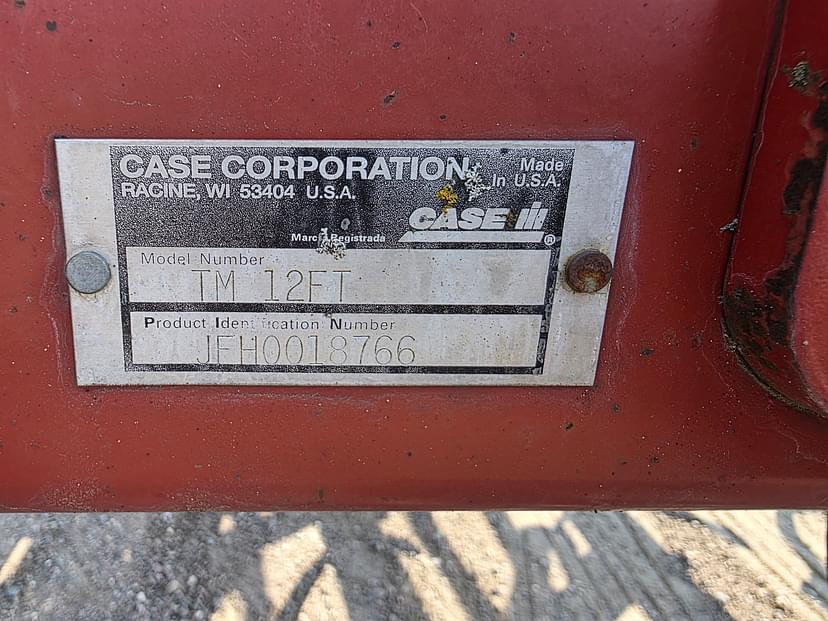 CASE CORPORATION
Made
RACINE, WI 53404 U.S.A.
In U.S.A.
CASE IH
Marca Registrada
®
Model Number
TM 12FT
Product Identification Number
JFH0018766